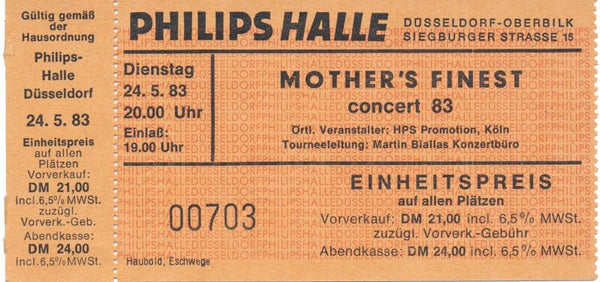 Gültig gemäß
der
Hausordnung
Philips-
Halle
Düsseldorf
24. 5. 83
Einheitspreis
auf allen
Plätzen
Vorverkauf:
DM 21,00
incl. 6,5% MWSt.
zuzügl.
Vorverk.-Geb.
Abendkasse:
DM 24,00
incl. 6,5% MWSt.
PHILIPS HALLE
DÜSSELDORF-OBERBILK
SIEGBURGER STRASSE 15
Dienstag
24. 5. 83
20.00 Uhr
Einlaß:
19.00 Uhr
MOTHER'S FINEST
concert 83
Örtl. Veranstalter: HPS Promotion, Köln
Tourneeleitung: Martin Biallas Konzertbüro
EINHEITSPREIS
auf allen Plätzen
Vorverkauf: DM 21,00 incl. 6,5% MWSt.
zuzügl. Vorverkauf-Gebühr
Abendkasse: DM 24,00 incl. 6,5% MWSt.
00703
Haubold, Eschwege